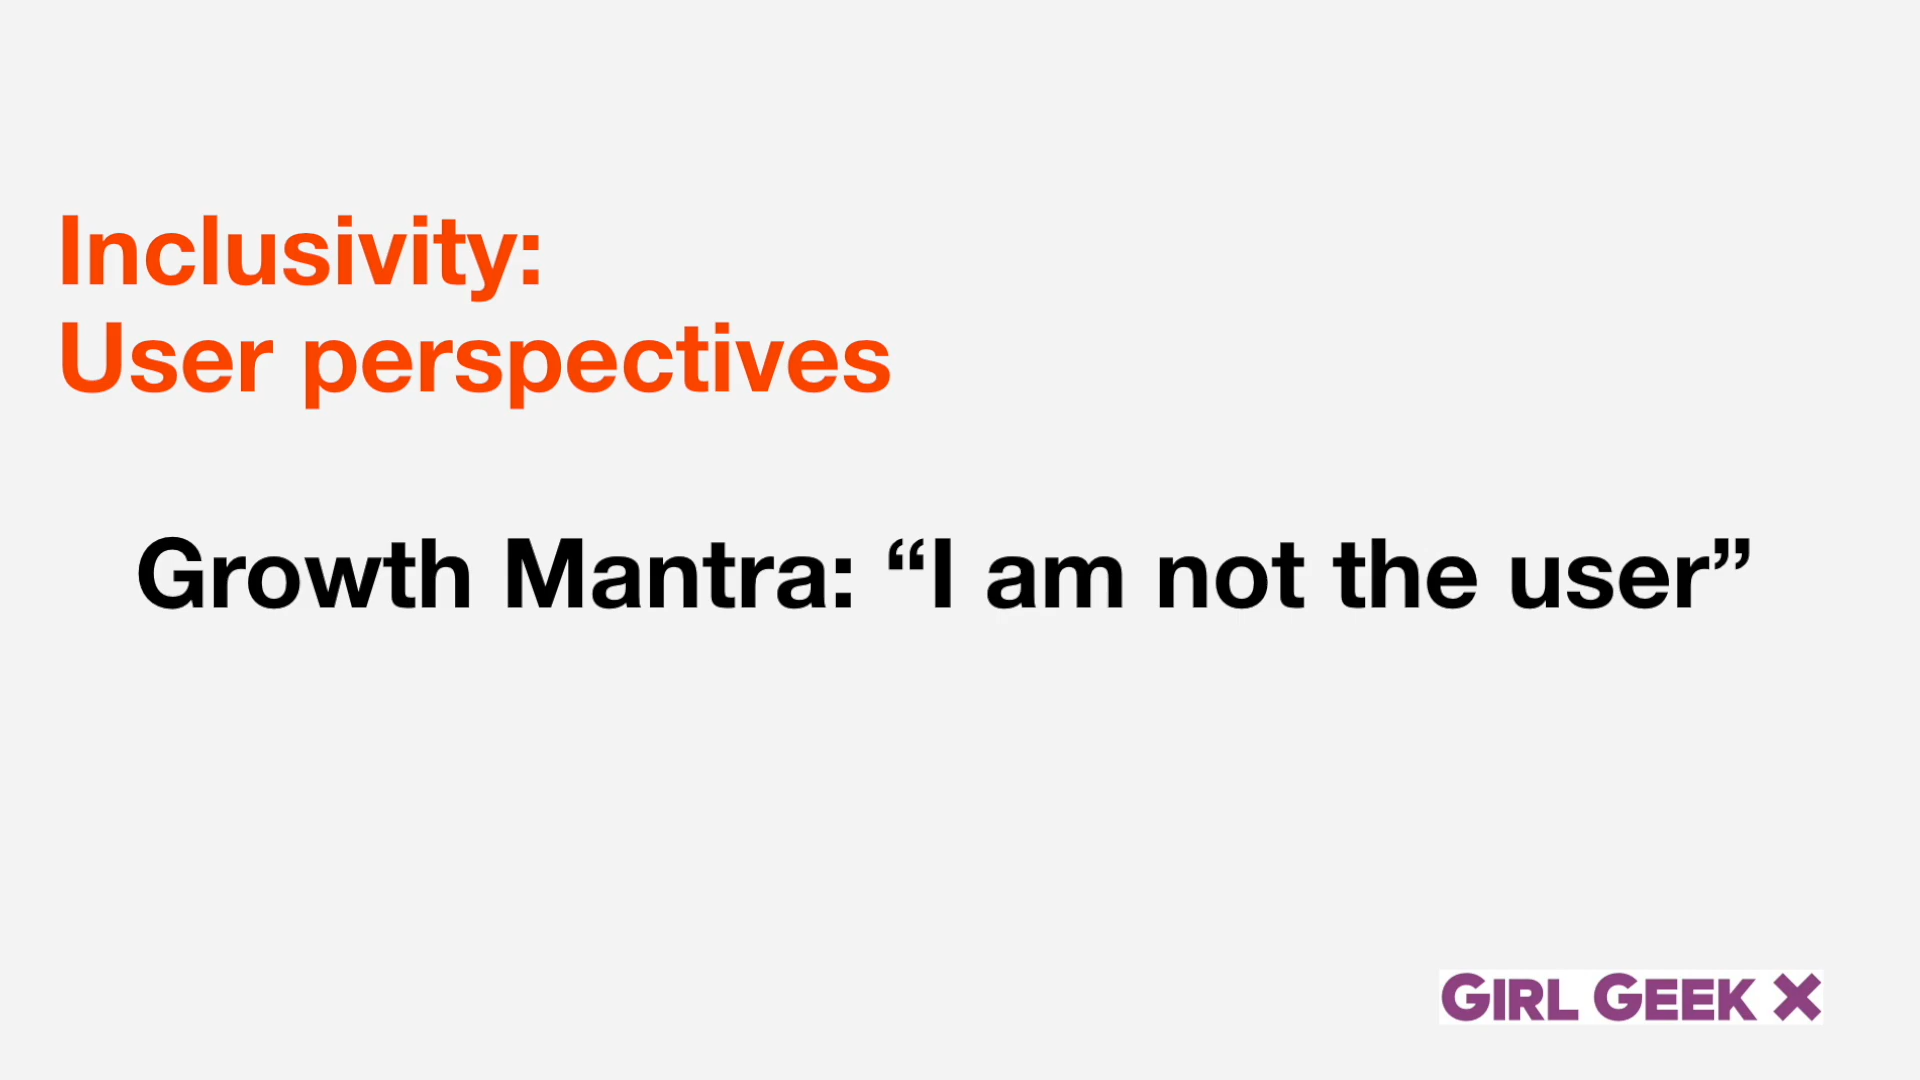 Inclusivity:
User perspectives
Growth Mantra: “I am not the user”
GIRL GEEK X